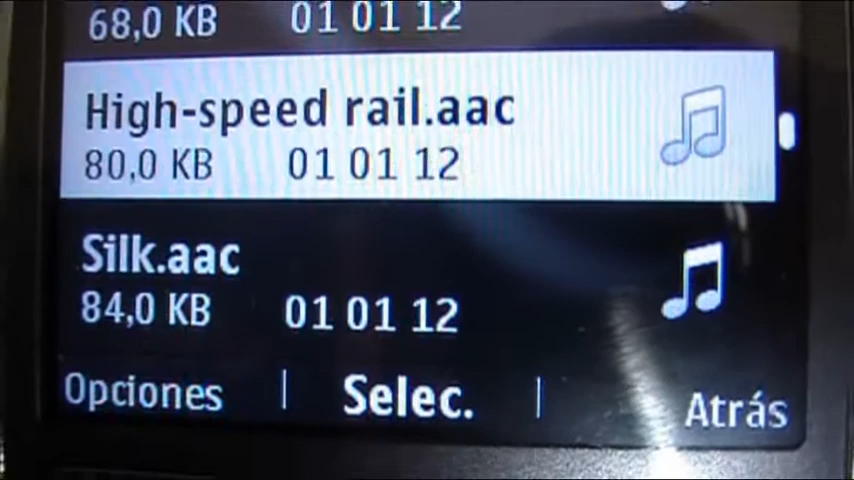 68,0 KB 01 01 12
High-speed rail.aac
80,0 KB 01 01 12
Silk.aac
84,0 KB 01 01 12
Opciones | Selec. | Atrás